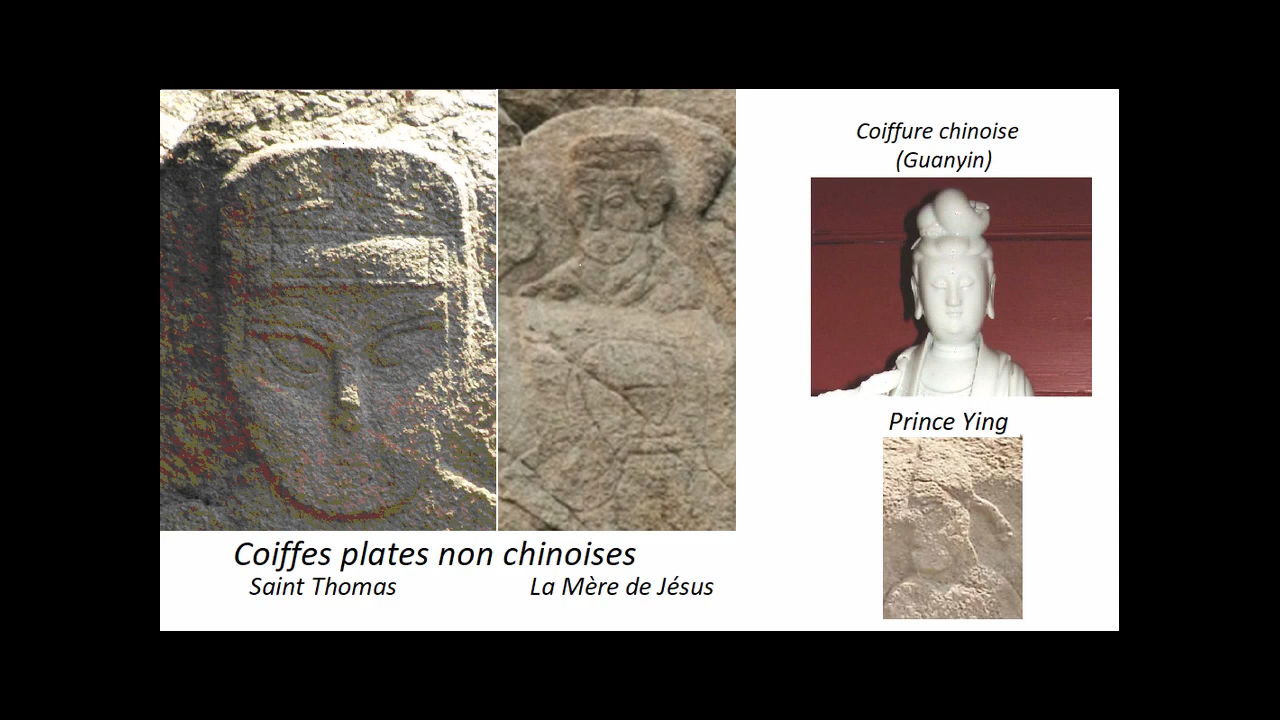 Coiffes plates non chinoises
Saint Thomas
La Mère de Jésus
Coiffure chinoise
(Guanyin)
Prince Ying